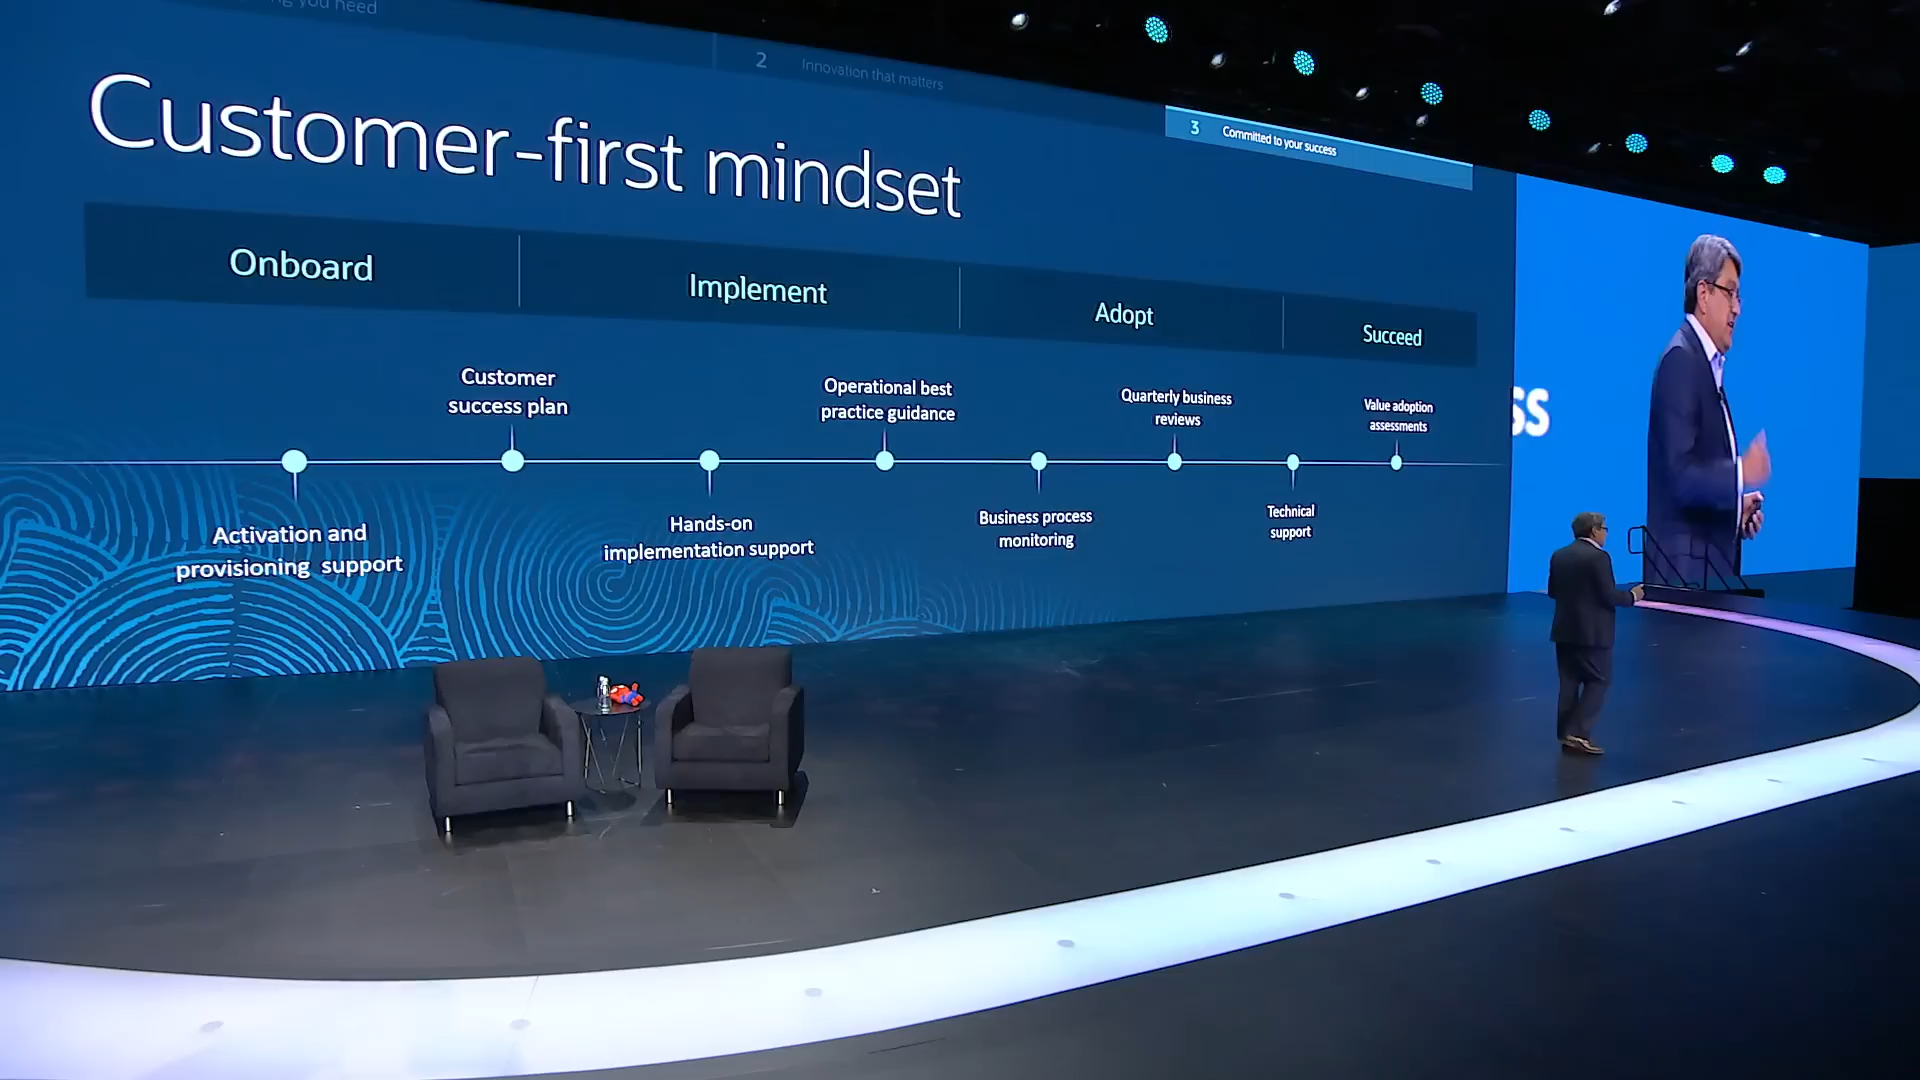 you need
2 Innovation that matters
3 Committed to your success
Customer-first mindset
Onboard
Implement
Adopt
Succeed
Customer
success plan
Operational best
practice guidance
Quarterly business
reviews
Value adoption
assessments
Activation and
provisioning support
Hands-on
implementation support
Business process
monitoring
Technical
support
ss